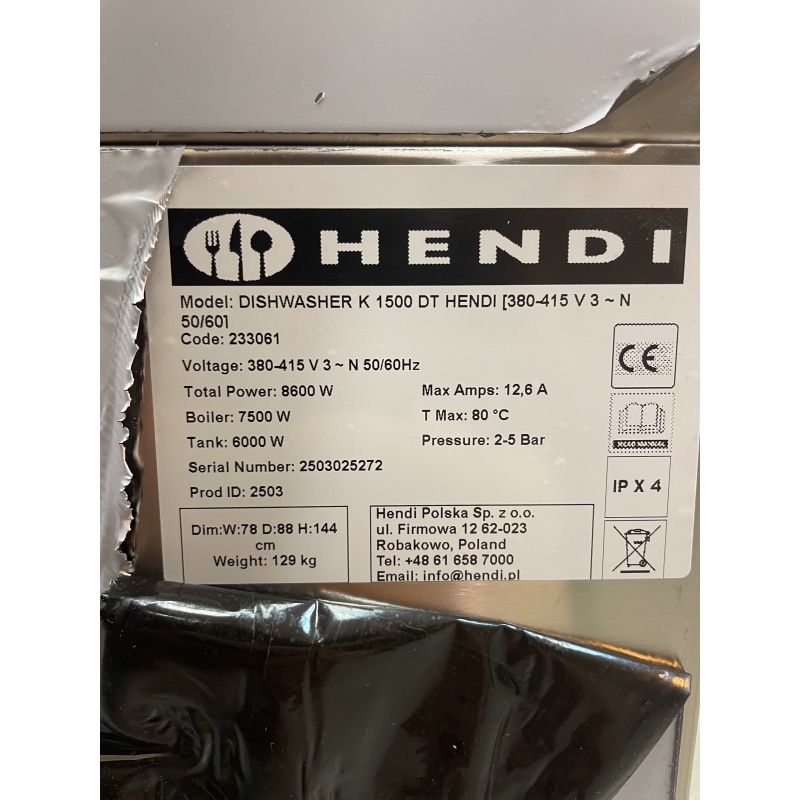 HENDI
Model: DISHWASHER K 1500 DT HENDI [380-415 V 3 ~ N
50/60]
Code: 233061
Voltage: 380-415 V 3 ~ N 50/60Hz
Total Power: 8600 W
Max Amps: 12,6 A
Boiler: 7500 W
T Max: 80 °C
Tank: 6000 W
Pressure: 2-5 Bar
Serial Number: 2503025272
Prod ID: 2503
CE
IP X 4
Dim:W:78 D:88 H:144
cm
Weight: 129 kg
Hendi Polska Sp. z o.o.
ul. Firmowa 12 62-023
Robakowo, Poland
Tel: +48 61 658 7000
Email: info@hendi.pl